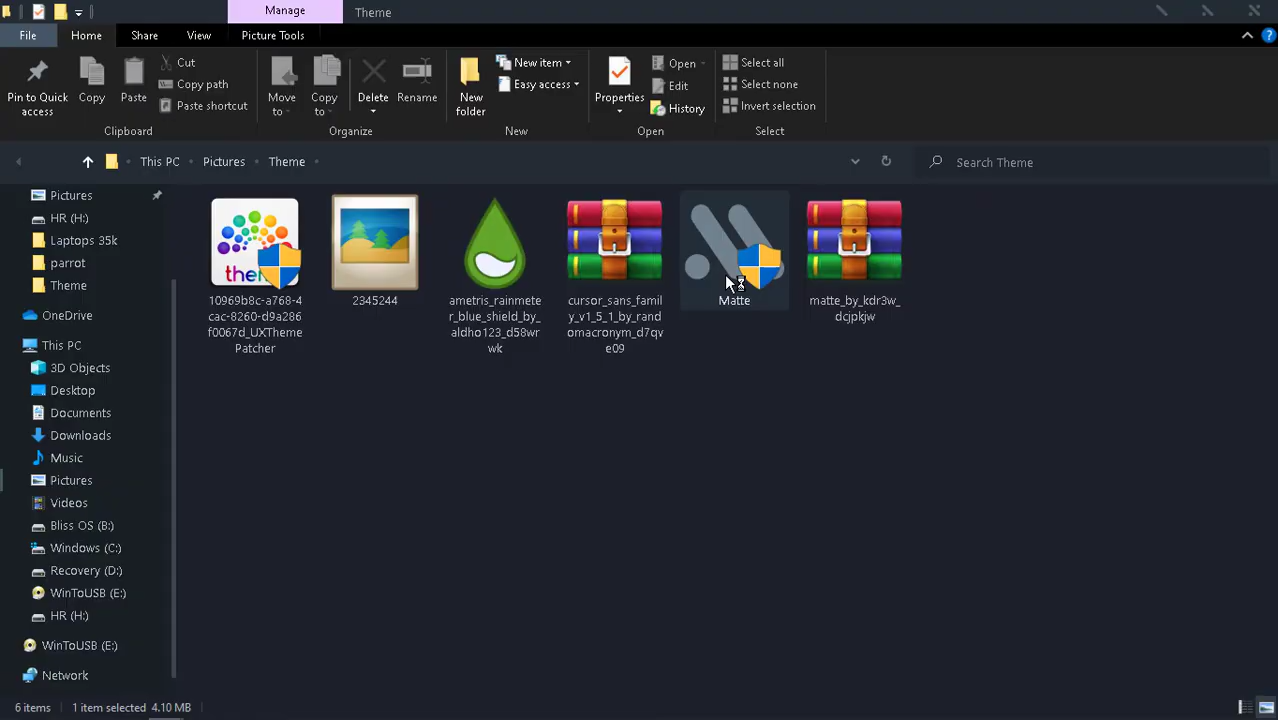 Manage
Theme
File
Home
Share
View
Picture Tools
Pin to Quick
access
Copy
Paste
Cut
Copy path
Paste shortcut
Clipboard
Move
to
Copy
to
Delete
Rename
Organize
New
folder
New item
Easy access
New
Properties
Open
Edit
History
Open
Select all
Select none
Invert selection
Select
This PC
Pictures
Theme
Search Theme
Pictures
HR (H:)
Laptops 35k
parrot
Theme
OneDrive
This PC
3D Objects
Desktop
Documents
Downloads
Music
Pictures
Videos
Bliss OS (B:)
Windows (C:)
Recovery (D:)
WinToUSB (E:)
HR (H:)
WinToUSB (E:)
Network
them
10969b8c-a768-4
cac-8260-d9a286
f0067d_UXTheme
Patcher
2345244
ametris_rainmete
r_blue_shield_by_
aldho123_d58wr
wk
cursor_sans_famil
y_v1_5_1_by_rand
omacronym_d7qv
e09
Matte
matte_by_kdr3w_
dcjpkjw
6 items
1 item selected 4.10 MB